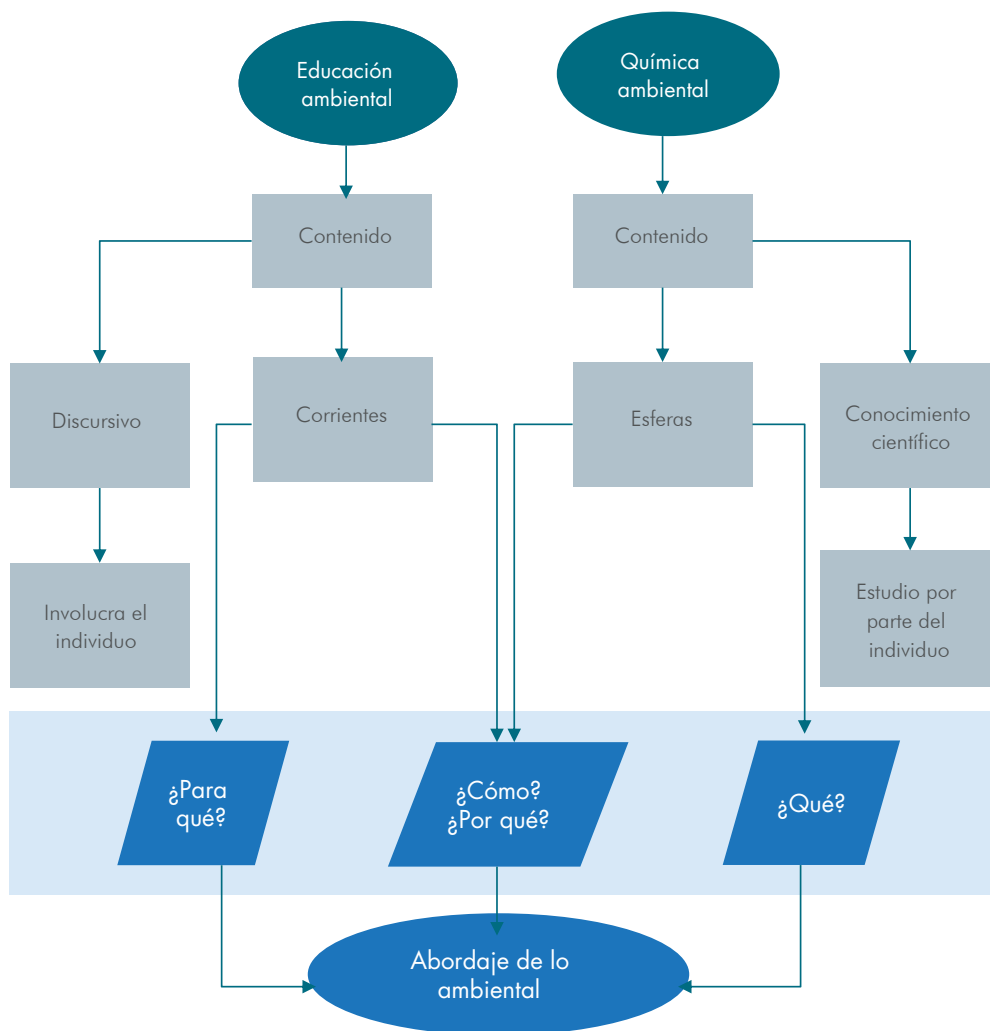 Educación
ambiental
Química
ambiental
Contenido
Contenido
Discursivo
Corrientes
Esferas
Conocimiento
científico
Involucra el
individuo
Estudio por
parte del
individuo
¿Para
qué?
¿Cómo?
¿Por qué?
¿Qué?
Abordaje de lo
ambiental